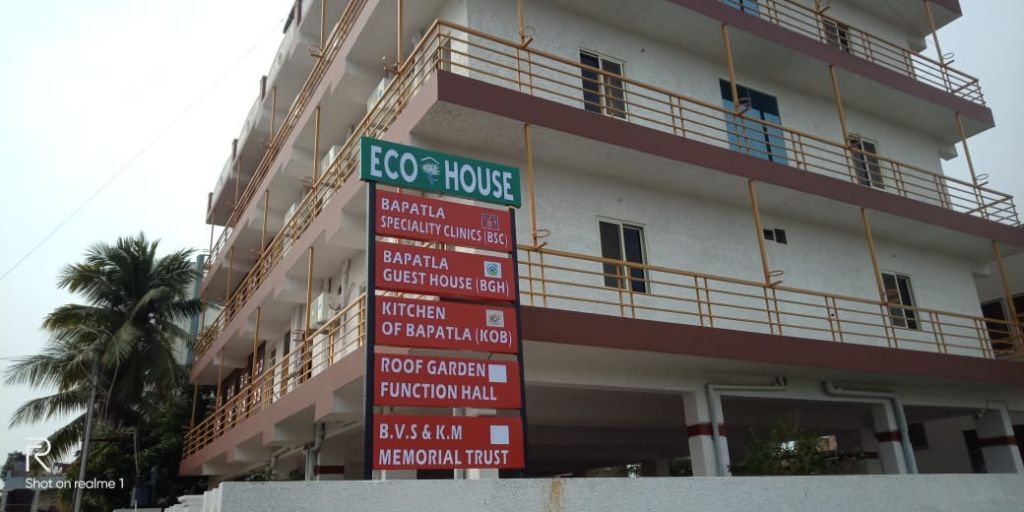 ECO HOUSE
BAPATLA
SPECIALITY CLINICS (BSC)
BAPATLA
GUEST HOUSE (BGH)
KITCHEN
OF BAPATLA (KOB)
ROOF GARDEN
FUNCTION HALL
B.V.S & K.M
MEMORIAL TRUST
R
Shot on realme 1